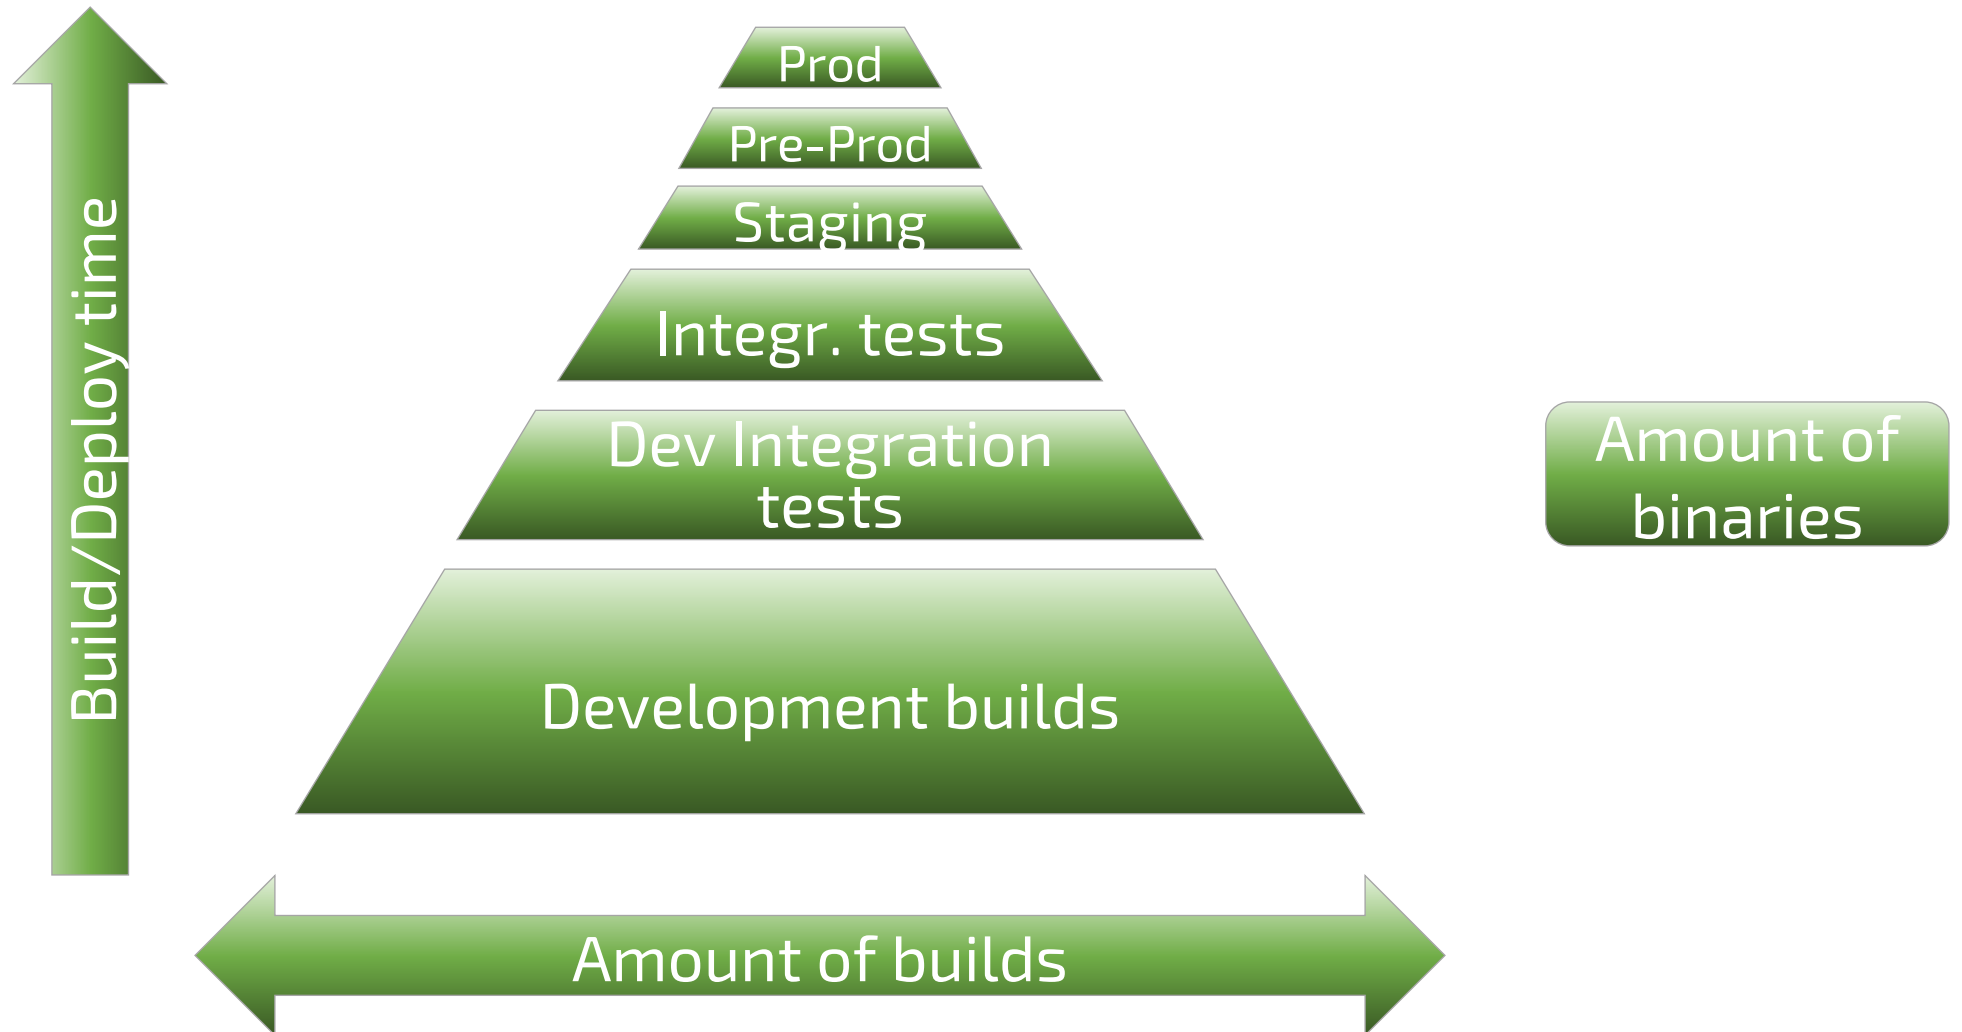 Prod
Pre-Prod
Staging
Integr. tests
Dev Integration
tests
Development builds
Build/Deploy time
Amount of
binaries
Amount of builds